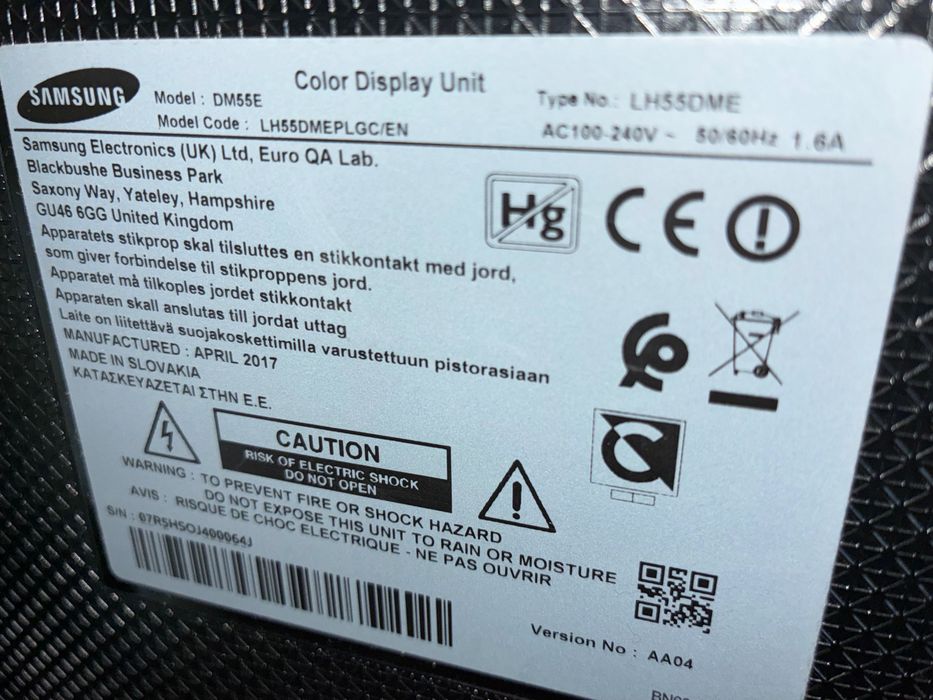 SAMSUNG
Color Display Unit
Model : DM55E
Type No.: LH55DME
Model Code : LH55DMEPLGC/EN
AC100-240V ~ 50/60Hz 1.6A
Samsung Electronics (UK) Ltd, Euro QA Lab.
Blackbushe Business Park
Saxony Way, Yateley, Hampshire
GU46 6GG United Kingdom
Hg
CE
Apparatets stikprop skal tilsluttes en stikkontakt med jord,
som giver forbindelse til stikproppens jord.
Apparatet må tilkoples jordet stikkontakt
Apparaten skall anslutas till jordat uttag
Laite on liitettävä suojakoskettimilla varustettuun pistorasiaan
MANUFACTURED : APRIL 2017
MADE IN SLOVAKIA
ΚΑΤΑΣΚΕΥΑΖΕΤΑΙ ΣΤΗΝ Ε.Ε.
CAUTION
RISK OF ELECTRIC SHOCK
DO NOT OPEN
WARNING : TO PREVENT FIRE OR SHOCK HAZARD
DO NOT EXPOSE THIS UNIT TO RAIN OR MOISTURE
AVIS : RISQUE DE CHOC ELECTRIQUE - NE PAS OUVRIR
S/N : 07R5HSOJ400064J
Version No : AA04